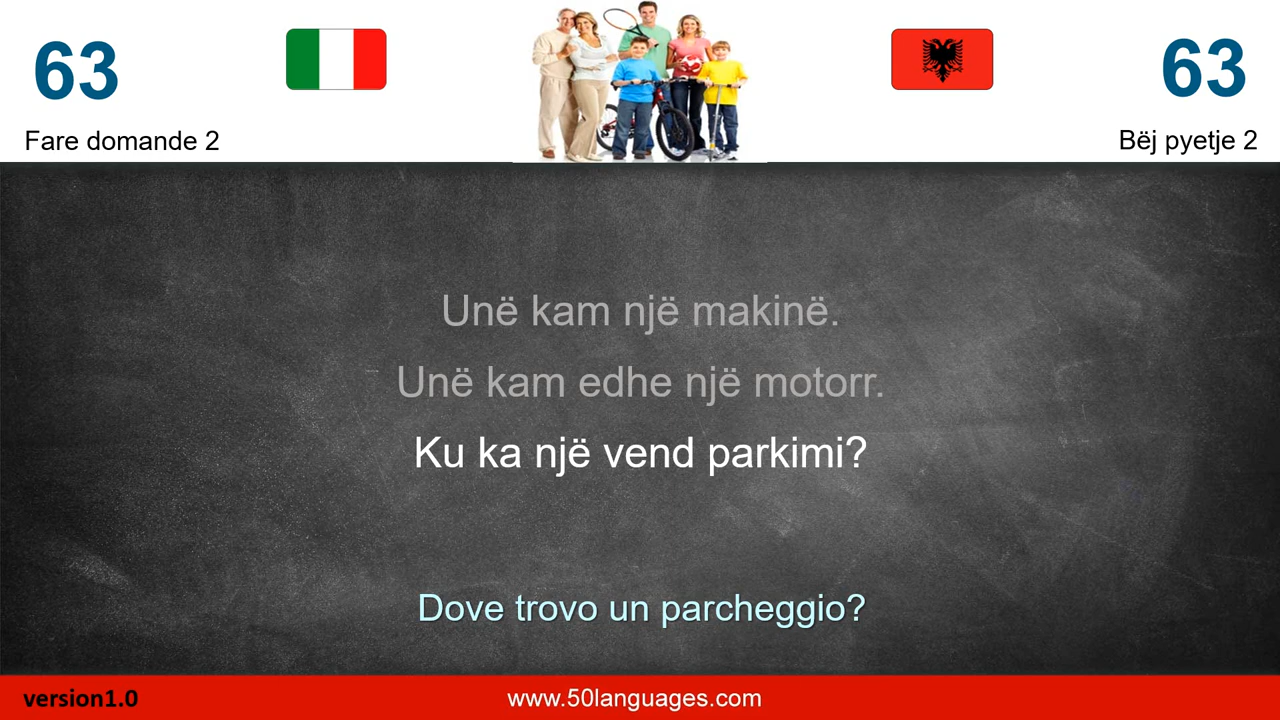 63
63
Fare domande 2
Bëj pyetje 2
Unë kam një makinë.
Unë kam edhe një motorr.
Ku ka një vend parkimi?
Dove trovo un parcheggio?
version1.0
www.50languages.com